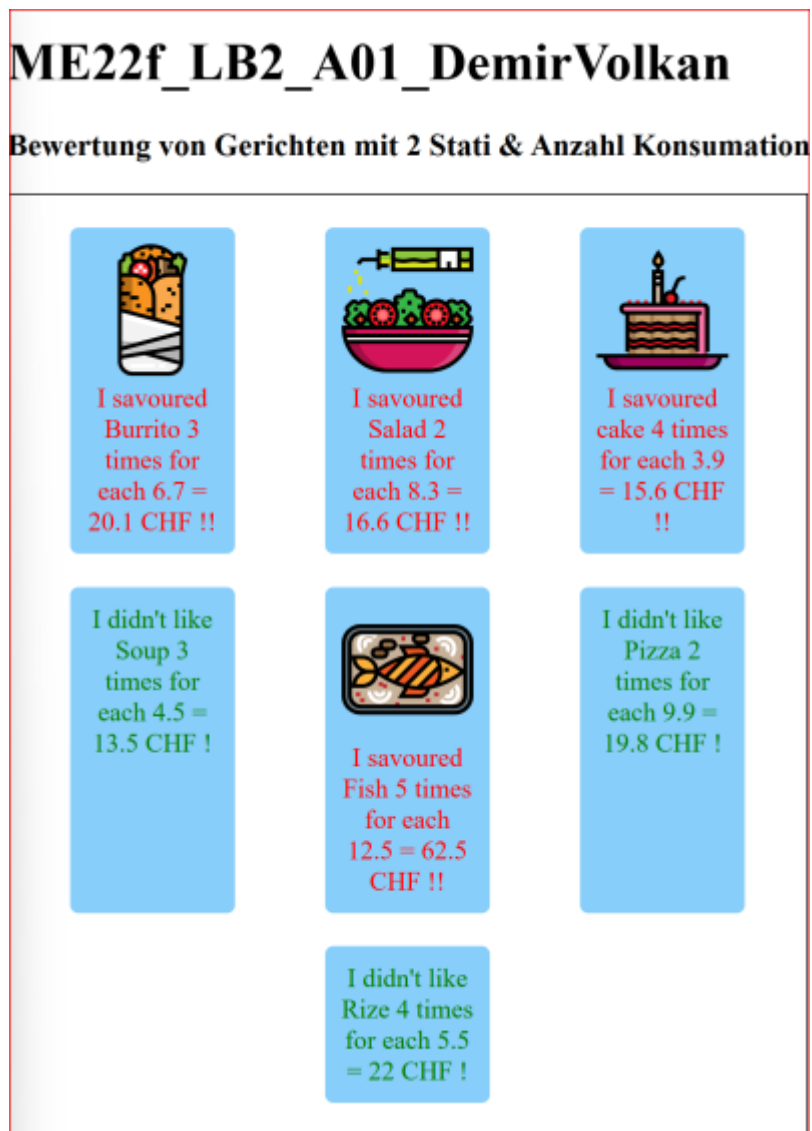 ME22f_LB2_A01_DemirVolkan
Bewertung von Gerichten mit 2 Stati & Anzahl Konsumation
I savoured
Burrito 3
times for
each 6.7 =
20.1 CHF !!
I savoured
Salad 2
times for
each 8.3 =
16.6 CHF !!
I savoured
cake 4 times
for each 3.9
= 15.6 CHF
!!
I didn't like
Soup 3
times for
each 4.5 =
13.5 CHF !
I savoured
Fish 5 times
for each
12.5 = 62.5
CHF !!
I didn't like
Pizza 2
times for
each 9.9 =
19.8 CHF !
I didn't like
Rize 4 times
for each 5.5
= 22 CHF !